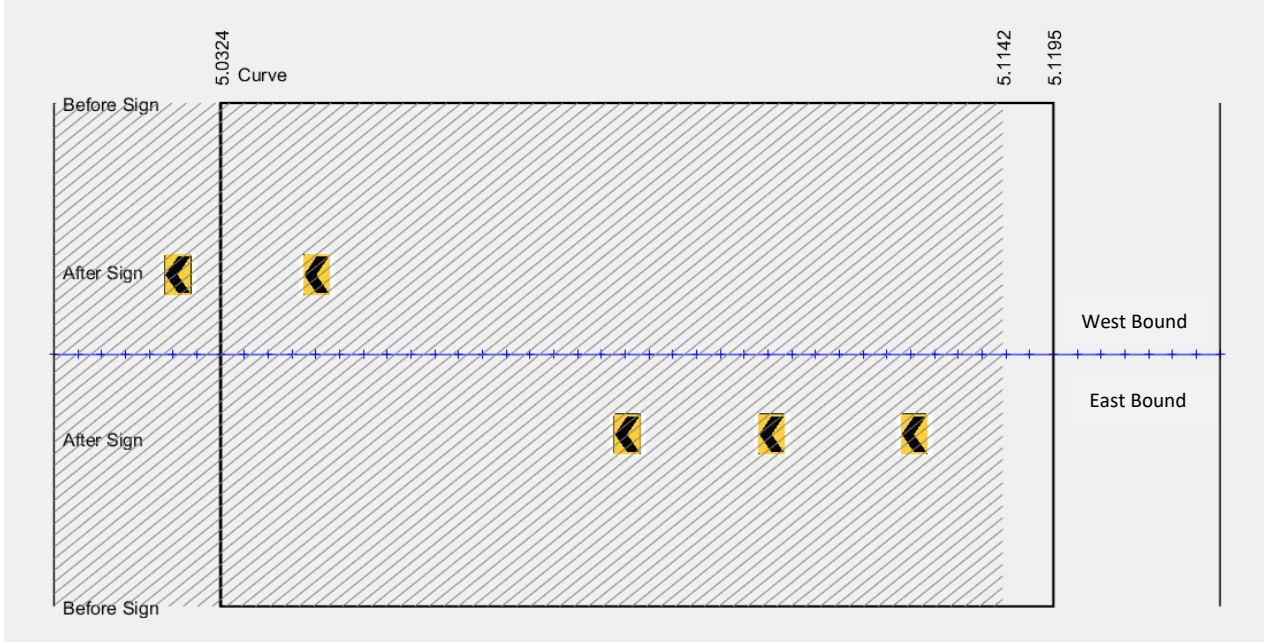 5.0324
Curve
5.1142
5.1195
Before Sign
After Sign
West Bound
East Bound
After Sign
Before Sign